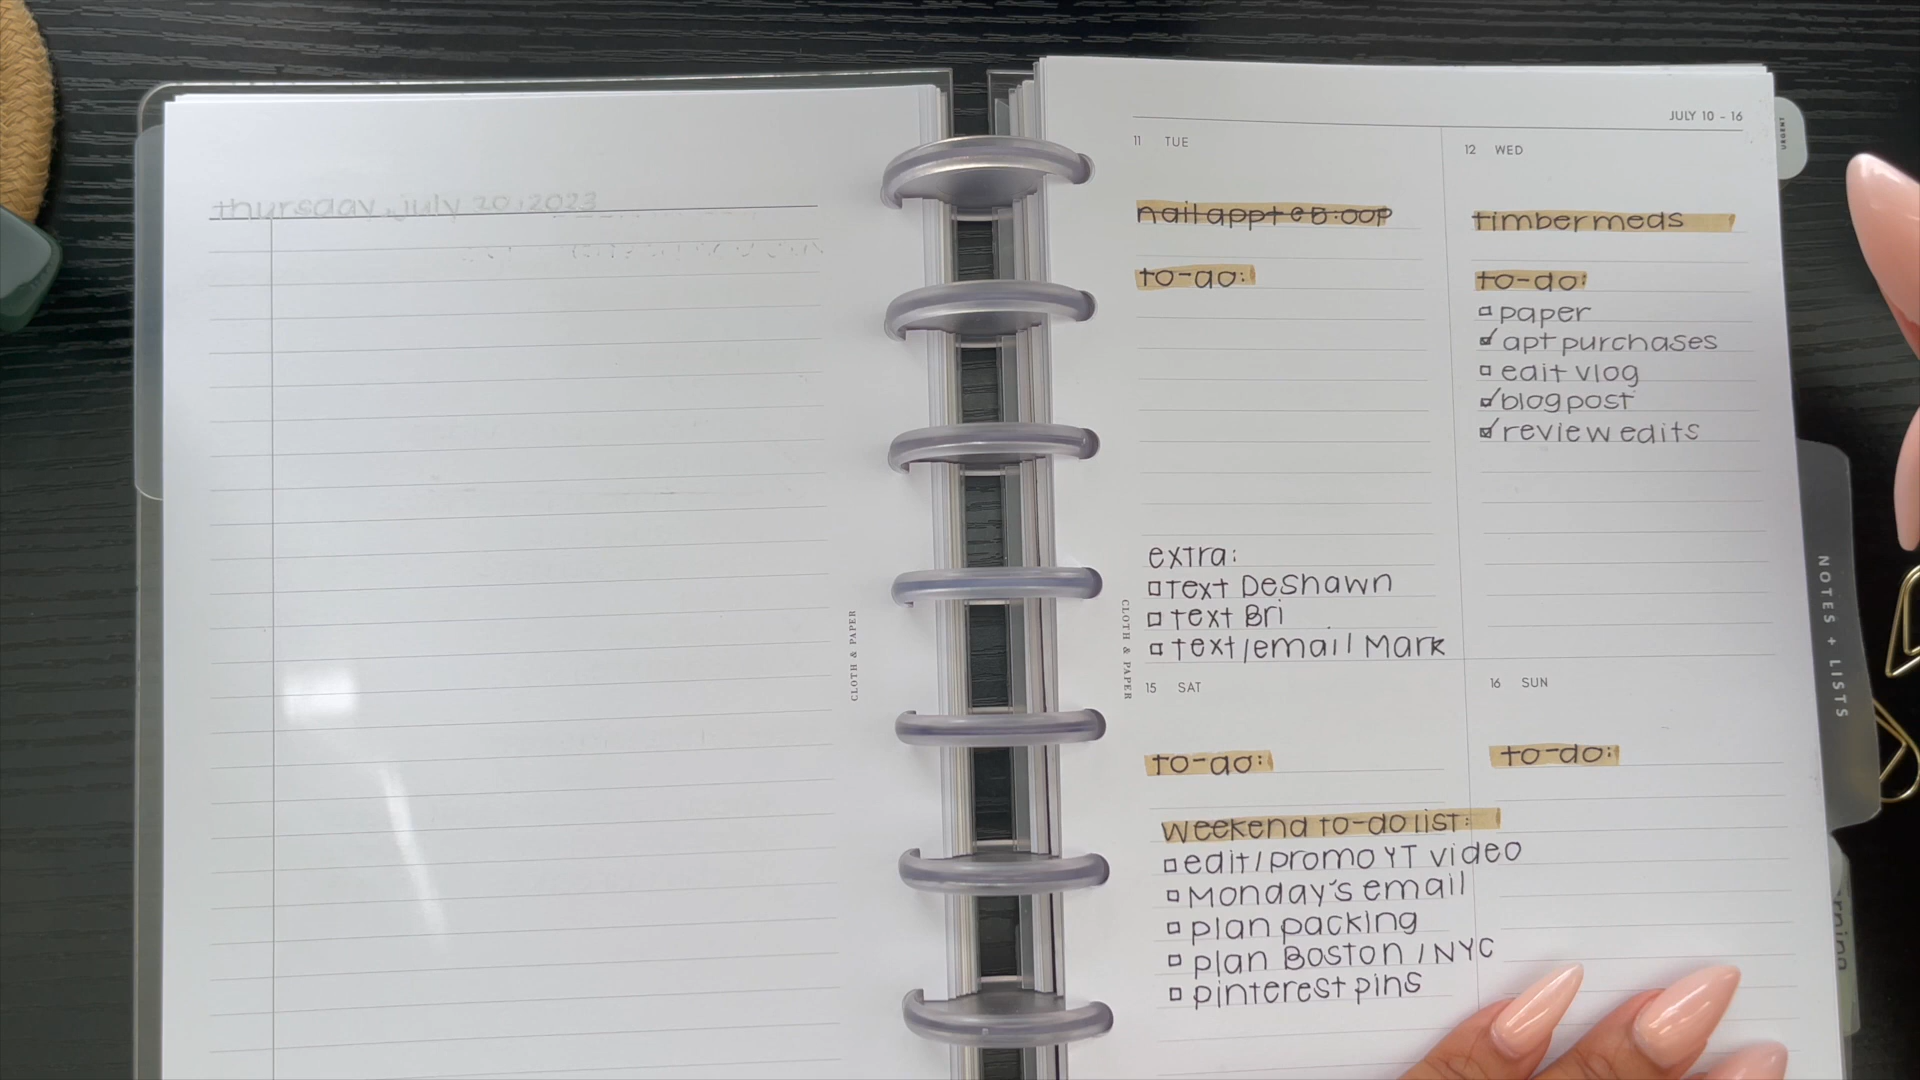 thursday, july 20, 2023
CLOTH & PAPER
JULY 10 - 16
URGENT
11 TUE
nail appt @ 5:00P
to-do:
extra:
text Deshawn
text Bri
text/email Mark
12 WED
timber meds
to-do:
paper
apt purchases
edit vlog
blog post
review edits
CLOTH & PAPER
15 SAT
to-do:
weekend to-do list:
edit/promo YT video
Monday's email
plan packing
plan Boston / NYC
pinterest pins
16 SUN
to-do:
NOTES + LISTS